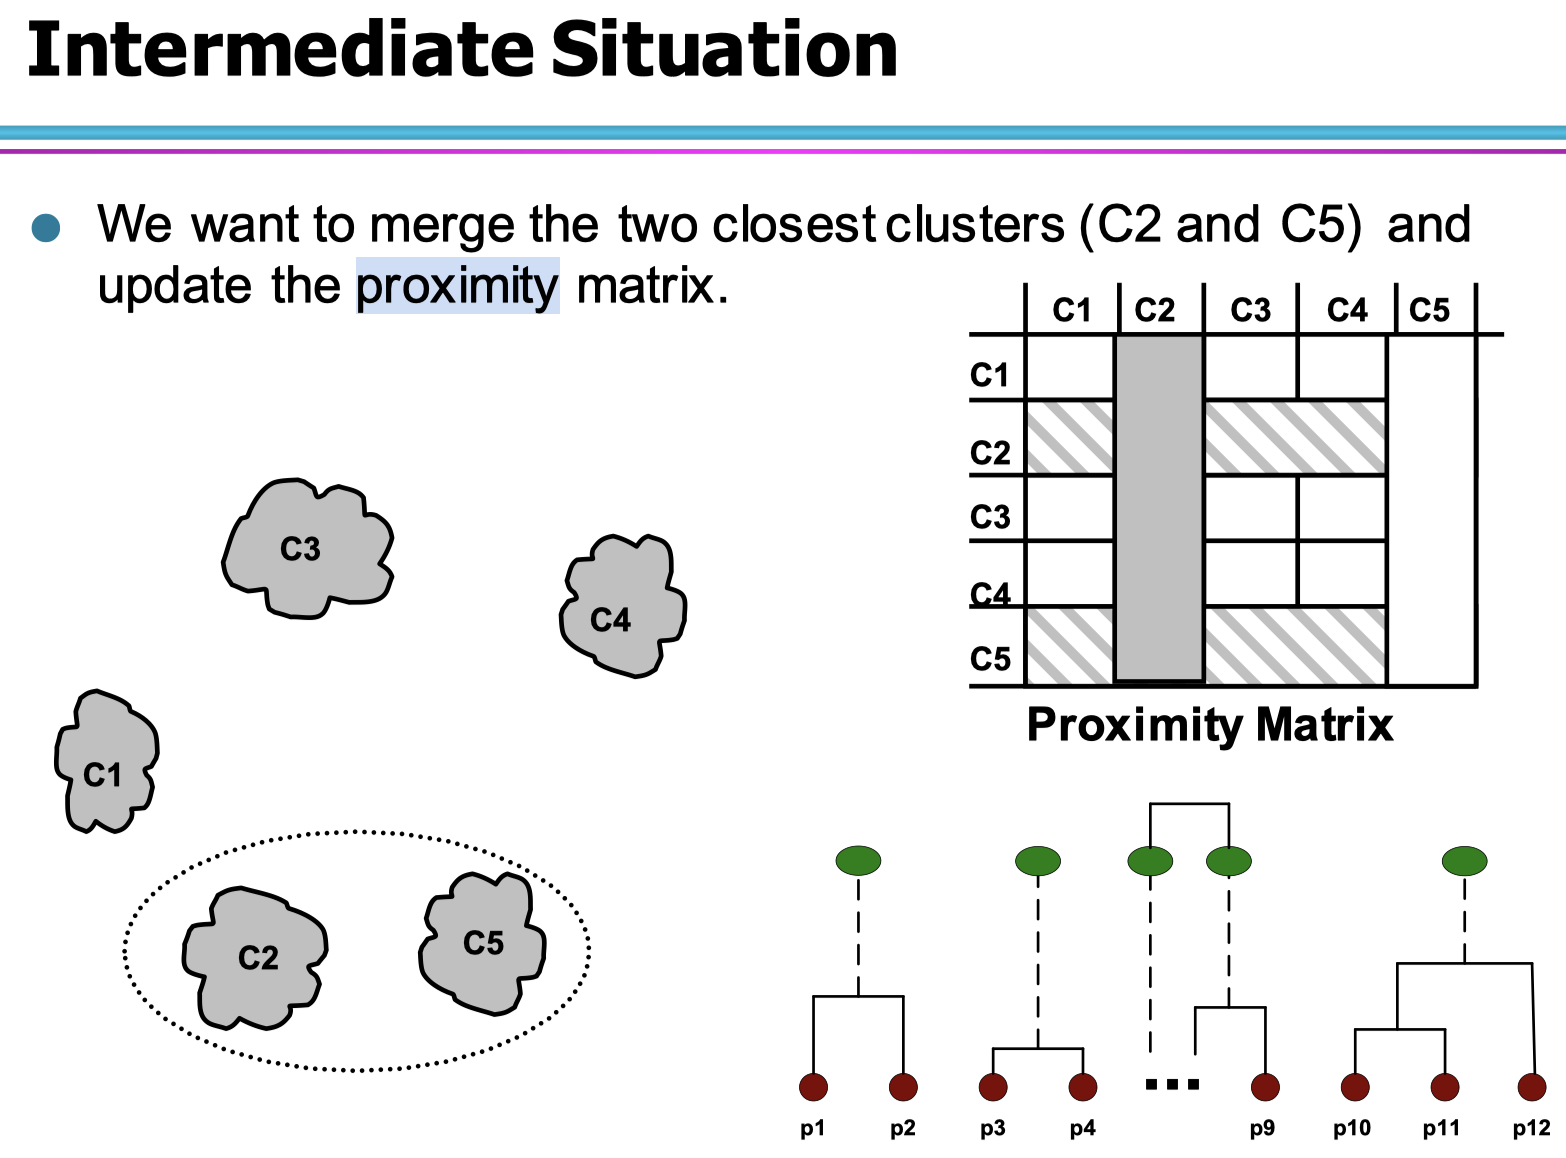 Intermediate Situation
We want to merge the two closest clusters (C2 and C5) and
update the proximity matrix.
C1 C2 C3 C4 C5
C1
C2
C3
C4
C5
Proximity Matrix
C3
C4
C1
C2
C5
...
p1 p2 p3 p4 p9 p10 p11 p12